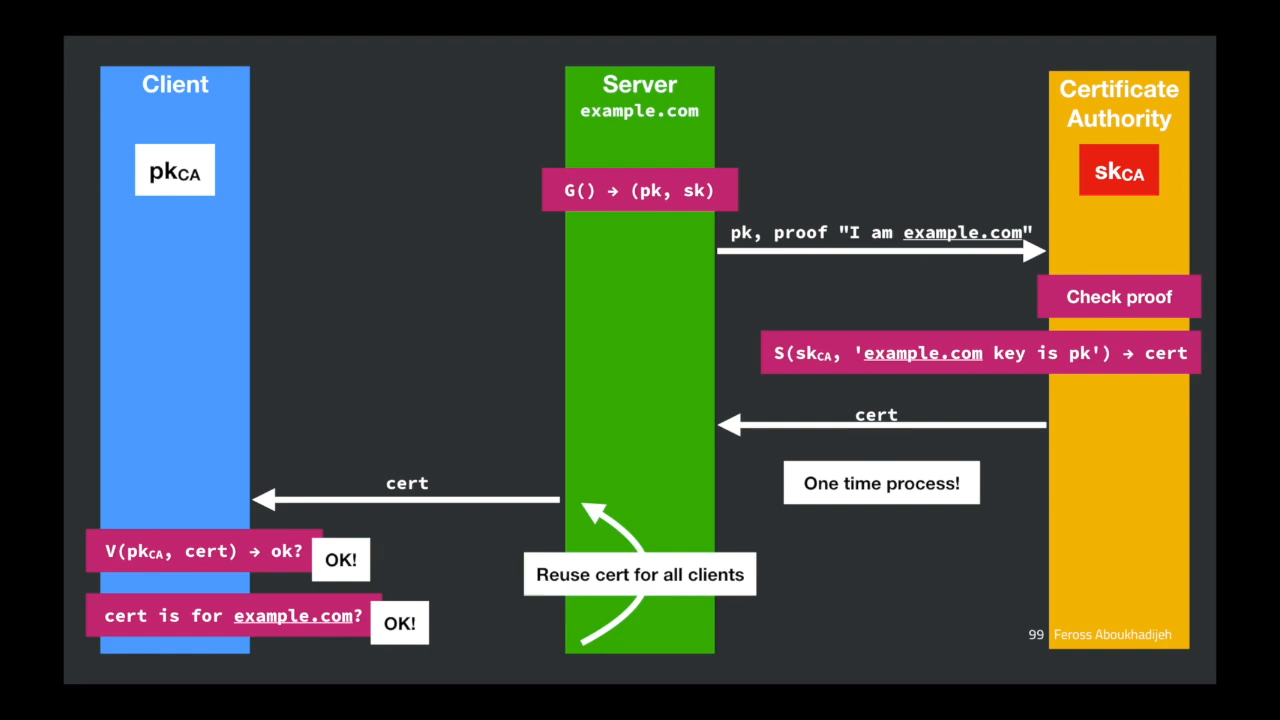 Client
pkCA
Server
example.com
Certificate
Authority
skCA
G() → (pk, sk)
pk, proof "I am example.com"
Check proof
S(skCA, 'example.com key is pk') → cert
cert
One time process!
cert
V(pkCA, cert) → ok?
OK!
Reuse cert for all clients
cert is for example.com?
OK!
99 Feross Aboukhadijeh